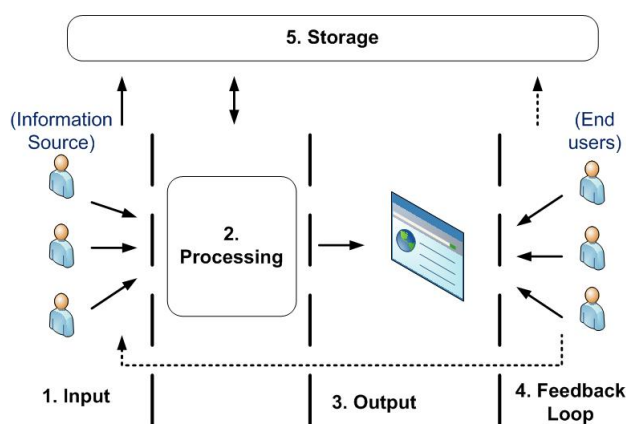 5. Storage
(Information
Source)
(End
users)
2.
Processing
1. Input
3. Output
4. Feedback
Loop